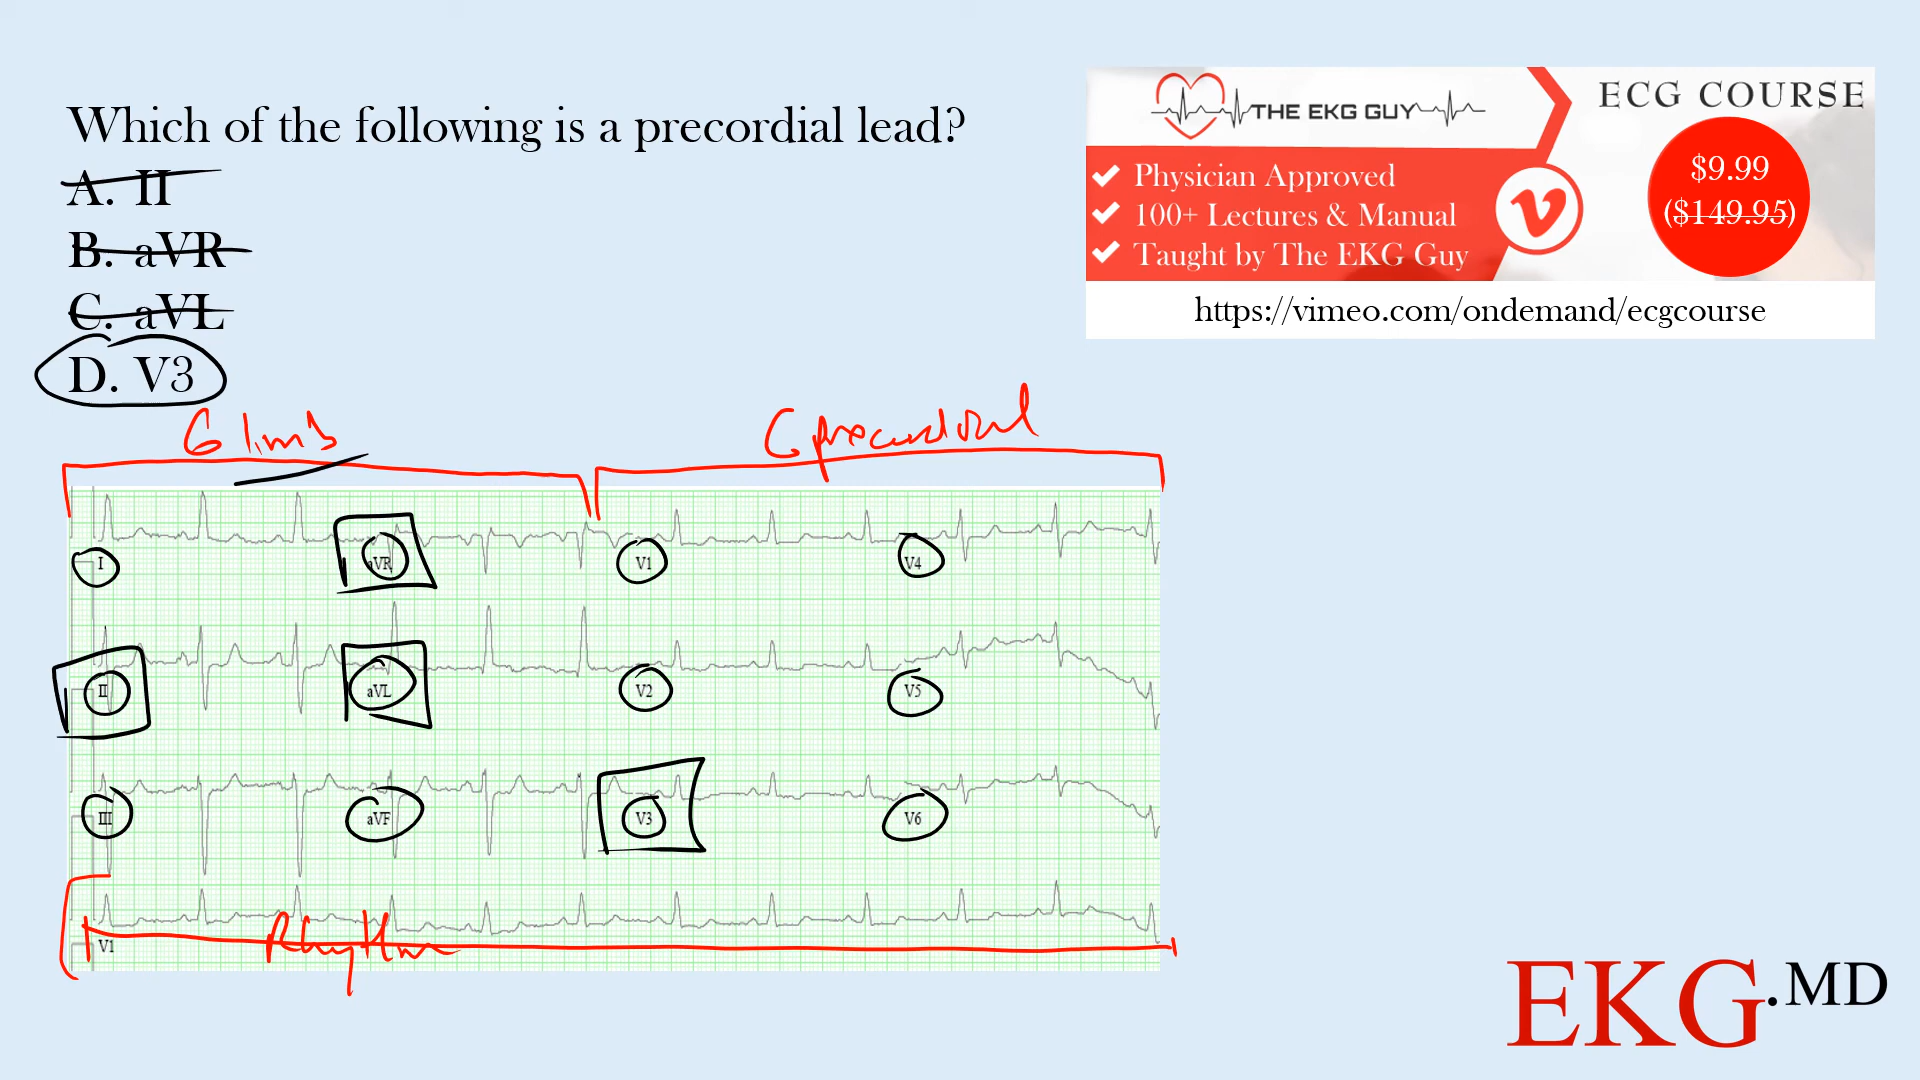 Which of the following is a precordial lead?
A. II
B. aVR
C. aVL
D. V3
THE EKG GUY
ECG COURSE
Physician Approved
100+ Lectures & Manual
Taught by The EKG Guy
$9.99
($149.95)
https://vimeo.com/ondemand/ecgcourse
6 limb
6 precordial
I aVR V1 V4
II aVL V2 V5
III aVF V3 V6
V1
Rhythm
EKG.MD